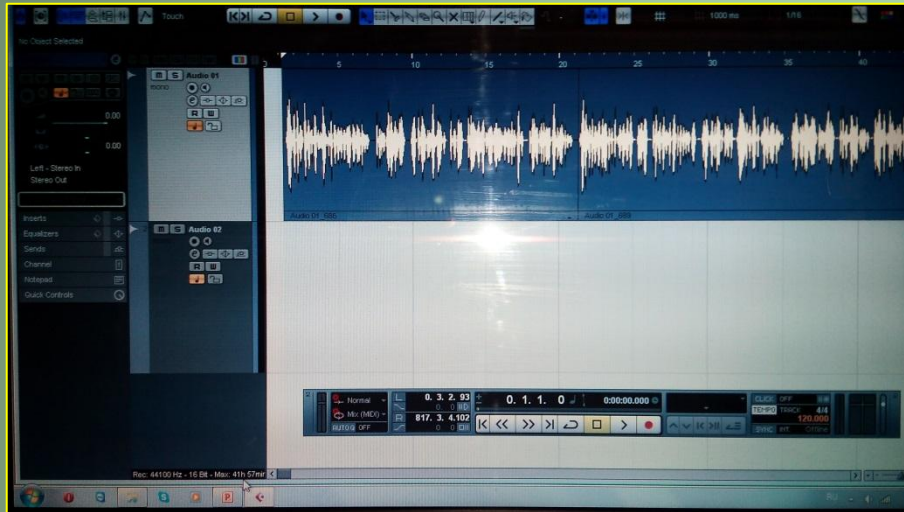 Touch
1000 ms
1/16
No Object Selected
5 10 15 20 25 30 35 40
m S Audio 01
mono
R W
0.00
0.00
Left - Stereo In
Stereo Out
Inserts
Equalizers
Sends
Channel
Notepad
Quick Controls
m S Audio 02
R W
Audio 01_688
Normal
Mix (MIDI)
AUTO Q OFF
L 0. 3. 2. 93
R 817. 3. 4.102
0. 1. 1. 0
0:00:00.000
CLICK OFF
TEMPO TRACK 4/4
120.000
SYNC INT. Offline
Rec: 44100 Hz - 16 Bit - Max: 41h 57min
RU